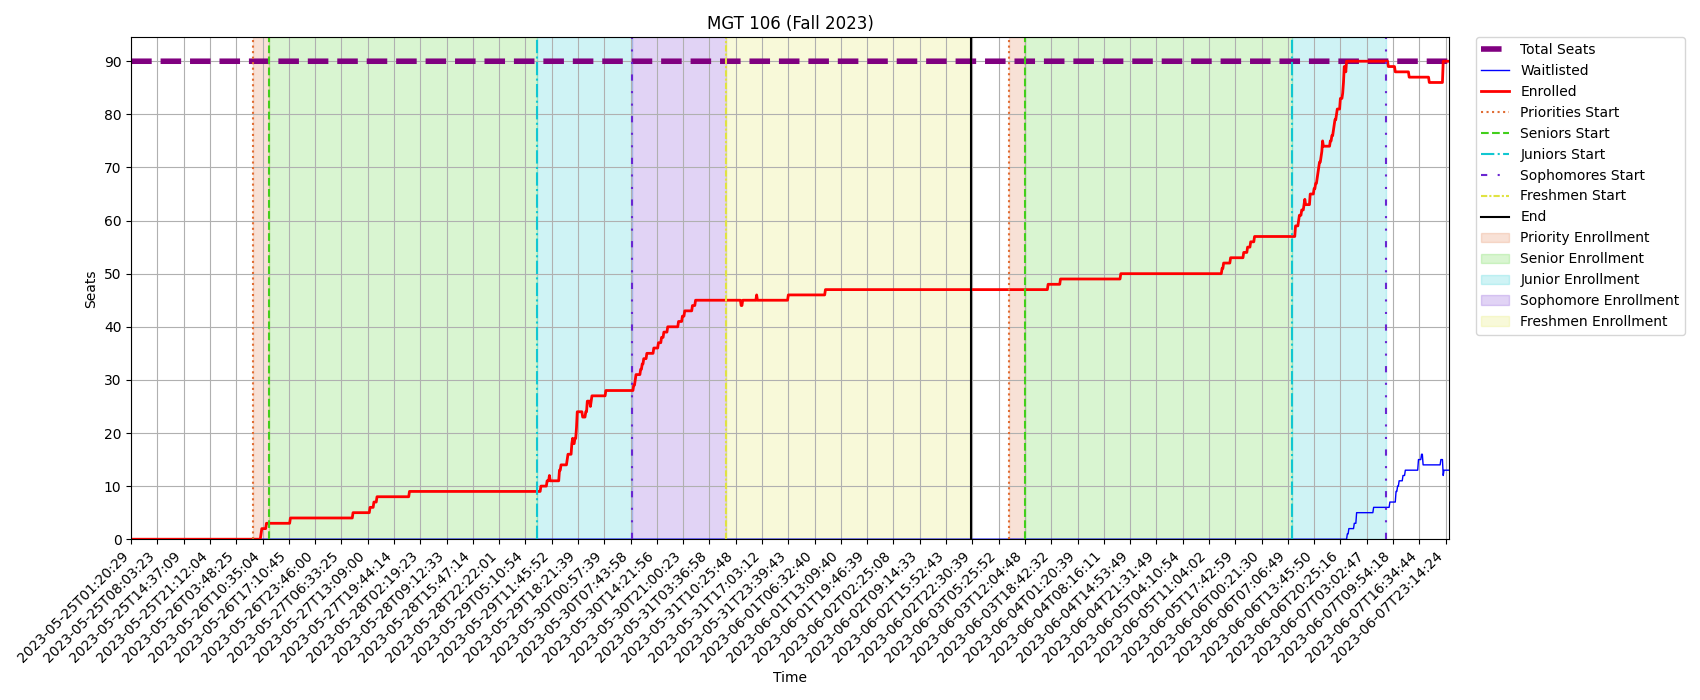 MGT 106 (Fall 2023)
Seats
90
80
70
60
50
40
30
20
10
0
2023-05-25T01:20:29
2023-05-25T08:03:23
2023-05-25T14:37:09
2023-05-25T21:12:04
2023-05-26T03:48:25
2023-05-26T10:35:04
2023-05-26T17:10:45
2023-05-26T23:46:00
2023-05-27T06:33:25
2023-05-27T13:09:00
2023-05-27T19:44:14
2023-05-28T02:19:23
2023-05-28T09:12:33
2023-05-28T15:47:14
2023-05-28T22:22:01
2023-05-29T05:10:54
2023-05-29T11:45:52
2023-05-29T18:21:39
2023-05-30T00:57:39
2023-05-30T07:43:58
2023-05-30T14:21:56
2023-05-30T21:00:23
2023-05-31T03:36:58
2023-05-31T10:25:48
2023-05-31T17:03:12
2023-05-31T23:39:43
2023-06-01T06:32:40
2023-06-01T13:09:40
2023-06-01T19:46:39
2023-06-02T02:25:08
2023-06-02T09:14:33
2023-06-02T15:52:43
2023-06-02T22:30:39
2023-06-03T05:25:52
2023-06-03T12:04:48
2023-06-03T18:42:32
2023-06-04T01:20:39
2023-06-04T08:16:11
2023-06-04T14:53:49
2023-06-04T21:31:49
2023-06-05T04:10:54
2023-06-05T11:04:02
2023-06-05T17:42:59
2023-06-06T00:21:30
2023-06-06T07:06:49
2023-06-06T13:45:50
2023-06-06T20:25:16
2023-06-07T03:02:47
2023-06-07T09:54:18
2023-06-07T16:34:44
2023-06-07T23:14:24
Time
Total Seats
Waitlisted
Enrolled
Priorities Start
Seniors Start
Juniors Start
Sophomores Start
Freshmen Start
End
Priority Enrollment
Senior Enrollment
Junior Enrollment
Sophomore Enrollment
Freshmen Enrollment